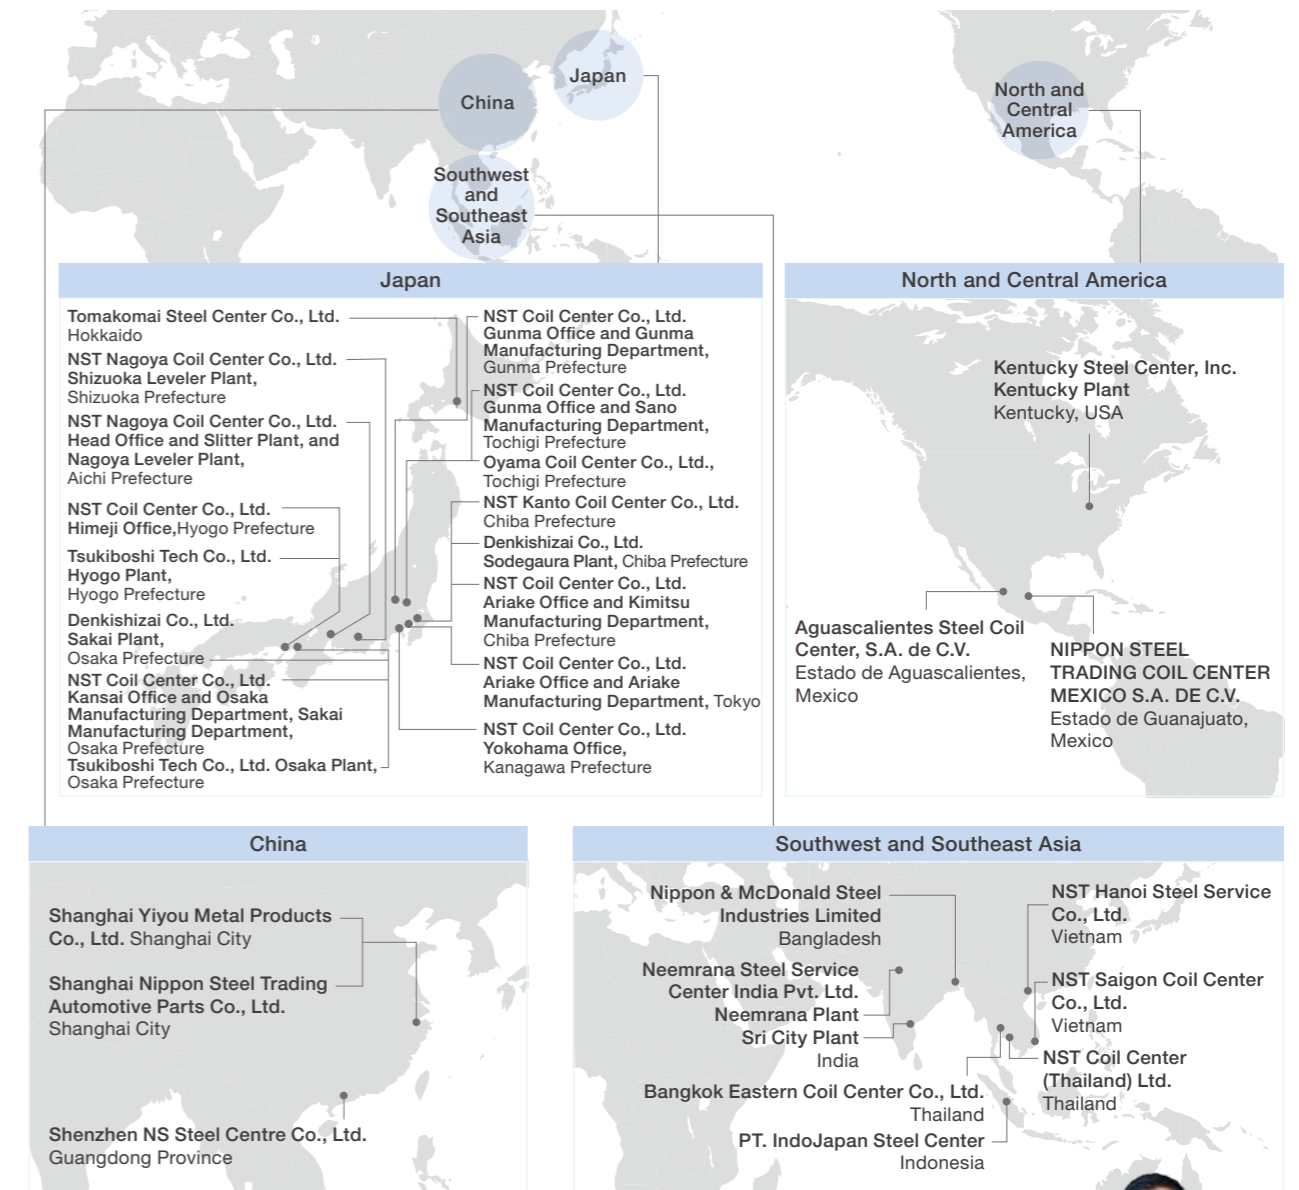 Japan
China
Southwest
and
Southeast
Asia
North and
Central
America
Japan
Tomakomai Steel Center Co., Ltd.
Hokkaido
NST Nagoya Coil Center Co., Ltd.
Shizuoka Leveler Plant,
Shizuoka Prefecture
NST Nagoya Coil Center Co., Ltd.
Head Office and Slitter Plant, and
Nagoya Leveler Plant,
Aichi Prefecture
NST Coil Center Co., Ltd.
Himeji Office,Hyogo Prefecture
Tsukiboshi Tech Co., Ltd.
Hyogo Plant,
Hyogo Prefecture
Denkishizai Co., Ltd.
Sakai Plant,
Osaka Prefecture
NST Coil Center Co., Ltd.
Kansai Office and Osaka
Manufacturing Department, Sakai
Manufacturing Department,
Osaka Prefecture
Tsukiboshi Tech Co., Ltd. Osaka Plant,
Osaka Prefecture
NST Coil Center Co., Ltd.
Gunma Office and Gunma
Manufacturing Department,
Gunma Prefecture
NST Coil Center Co., Ltd.
Gunma Office and Sano
Manufacturing Department,
Tochigi Prefecture
Oyama Coil Center Co., Ltd.,
Tochigi Prefecture
NST Kanto Coil Center Co., Ltd.
Chiba Prefecture
Denkishizai Co., Ltd.
Sodegaura Plant, Chiba Prefecture
NST Coil Center Co., Ltd.
Ariake Office and Kimitsu
Manufacturing Department,
Chiba Prefecture
NST Coil Center Co., Ltd.
Ariake Office and Ariake
Manufacturing Department, Tokyo
NST Coil Center Co., Ltd.
Yokohama Office,
Kanagawa Prefecture
North and Central America
Kentucky Steel Center, Inc.
Kentucky Plant
Kentucky, USA
Aguascalientes Steel Coil
Center, S.A. de C.V.
Estado de Aguascalientes,
Mexico
NIPPON STEEL
TRADING COIL CENTER
MEXICO S.A. DE C.V.
Estado de Guanajuato,
Mexico
China
Shanghai Yiyou Metal Products
Co., Ltd. Shanghai City
Shanghai Nippon Steel Trading
Automotive Parts Co., Ltd.
Shanghai City
Shenzhen NS Steel Centre Co., Ltd.
Guangdong Province
Southwest and Southeast Asia
Nippon & McDonald Steel
Industries Limited
Bangladesh
Neemrana Steel Service
Center India Pvt. Ltd.
Neemrana Plant
Sri City Plant
India
Bangkok Eastern Coil Center Co., Ltd.
Thailand
PT. IndoJapan Steel Center
Indonesia
NST Hanoi Steel Service
Co., Ltd.
Vietnam
NST Saigon Coil Center
Co., Ltd.
Vietnam
NST Coil Center
(Thailand) Ltd.
Thailand